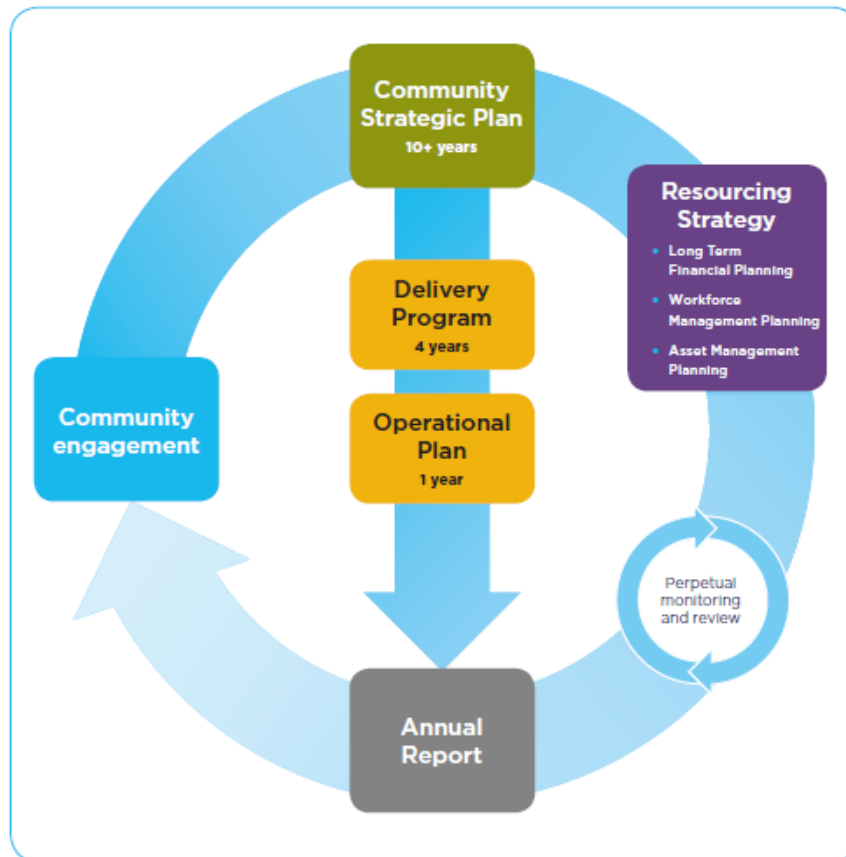 Community
Strategic Plan
10+ years
Resourcing
Strategy
• Long Term
Financial Planning
• Workforce
Management Planning
• Asset Management
Planning
Delivery
Program
4 years
Operational
Plan
1 year
Community
engagement
Perpetual
monitoring
and review
Annual
Report